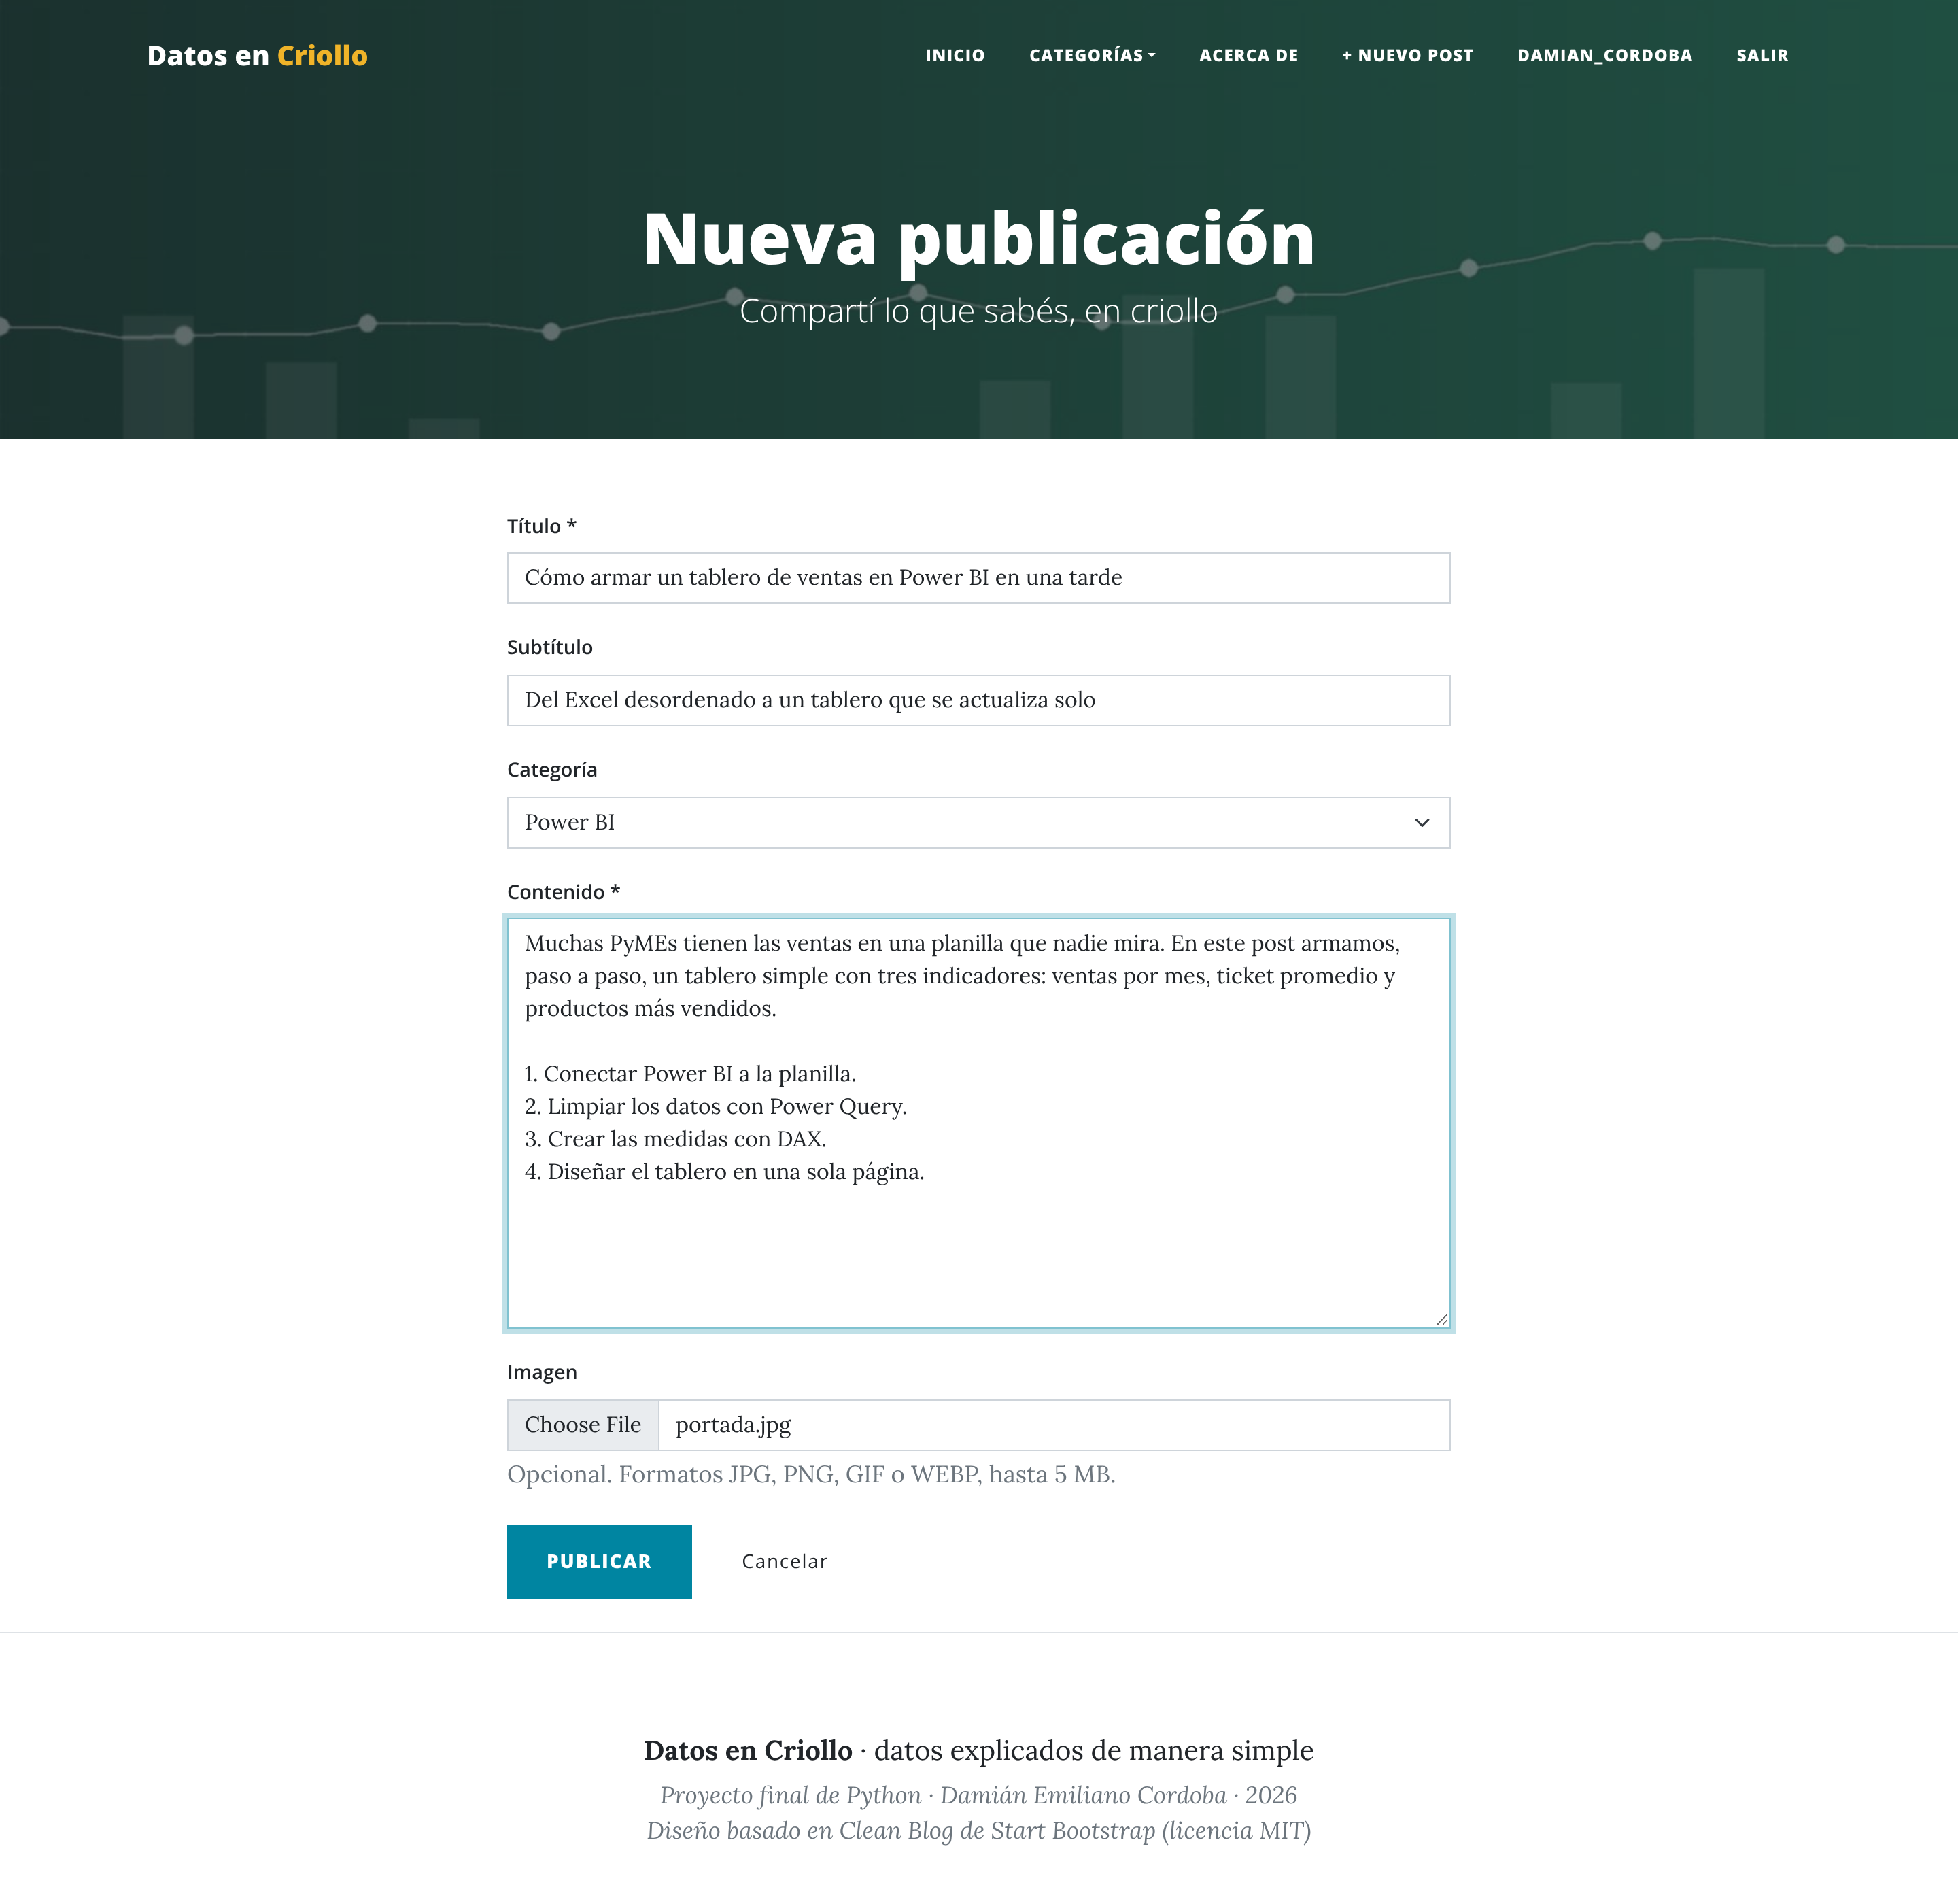 Datos en Criollo
INICIO CATEGORÍAS ACERCA DE + NUEVO POST DAMIAN_CORDOBA SALIR
Nueva publicación
Compartí lo que sabés, en criollo
Título *
Cómo armar un tablero de ventas en Power BI en una tarde
Subtítulo
Del Excel desordenado a un tablero que se actualiza solo
Categoría
Power BI
Contenido *
Muchas PyMEs tienen las ventas en una planilla que nadie mira. En este post armamos,
paso a paso, un tablero simple con tres indicadores: ventas por mes, ticket promedio y
productos más vendidos.
1. Conectar Power BI a la planilla.
2. Limpiar los datos con Power Query.
3. Crear las medidas con DAX.
4. Diseñar el tablero en una sola página.
Imagen
Choose File portada.jpg
Opcional. Formatos JPG, PNG, GIF o WEBP, hasta 5 MB.
PUBLICAR Cancelar
Datos en Criollo · datos explicados de manera simple
Proyecto final de Python · Damián Emiliano Cordoba · 2026
Diseño basado en Clean Blog de Start Bootstrap (licencia MIT)